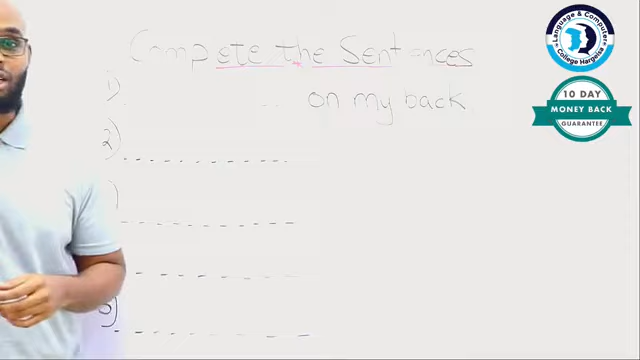 Complete the Sentences
1) ... on my back
2) ............
)
5)
Language & Computer
College Hargeisa
10 DAY
MONEY BACK
GUARANTEE